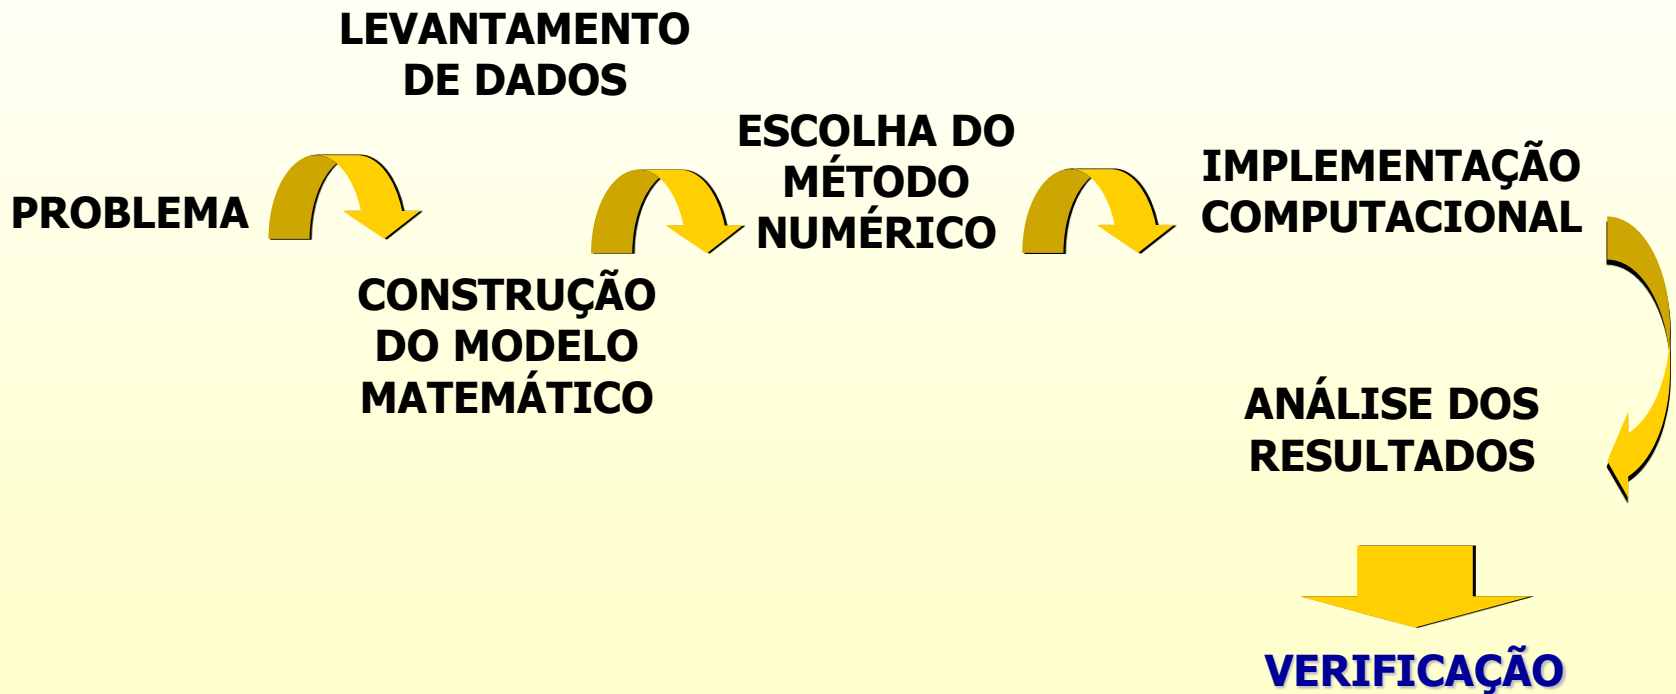 LEVANTAMENTO
DE DADOS
PROBLEMA
CONSTRUÇÃO
DO MODELO
MATEMÁTICO
ESCOLHA DO
MÉTODO
NUMÉRICO
IMPLEMENTAÇÃO
COMPUTACIONAL
ANÁLISE DOS
RESULTADOS
VERIFICAÇÃO